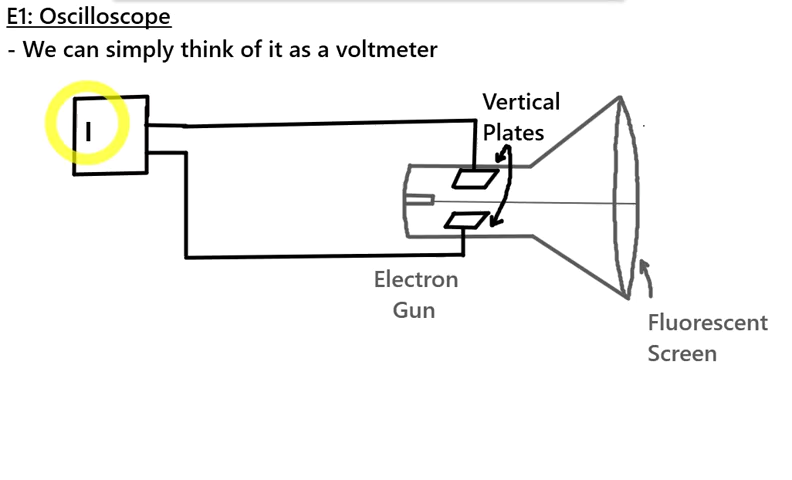 E1: Oscilloscope
- We can simply think of it as a voltmeter
Vertical
Plates
I
Electron
Gun
Fluorescent
Screen